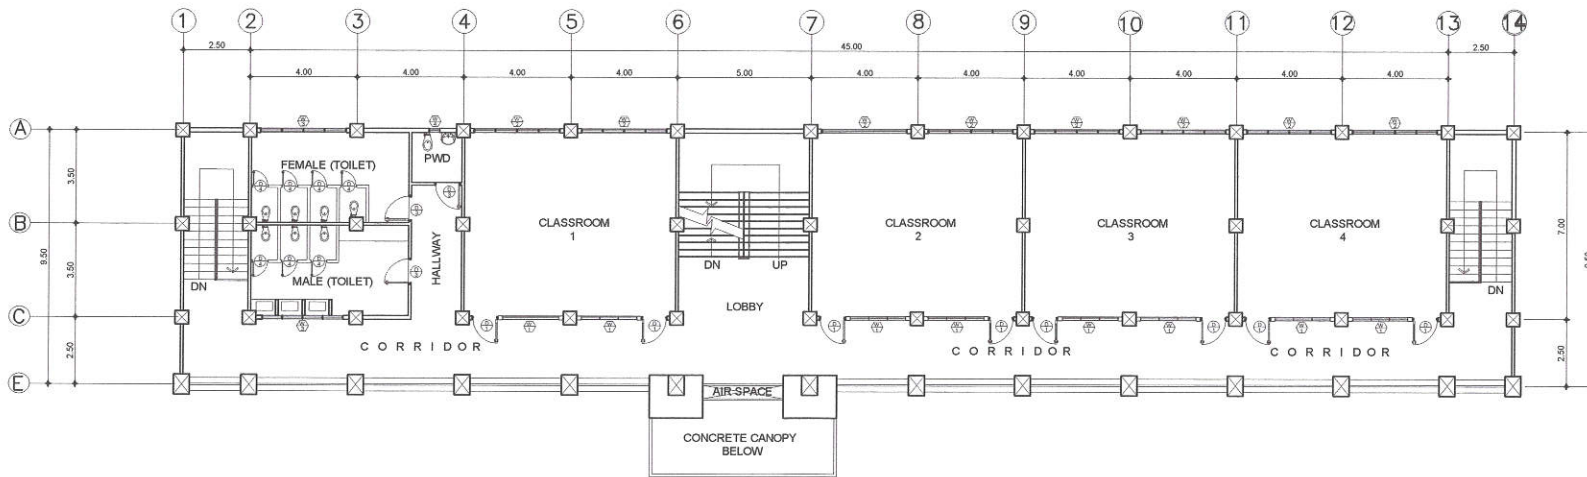 1 2 3 4 5 6 7 8 9 10 11 12 13 14
2.50 45.00 2.50
4.00 4.00 4.00 4.00 5.00 4.00 4.00 4.00 4.00 4.00 4.00
A
B
C
E
3.50
3.50
2.50
9.50
FEMALE (TOILET)
PWD
MALE (TOILET)
HALLWAY
DN
CLASSROOM
1
DN UP
LOBBY
CLASSROOM
2
CLASSROOM
3
CLASSROOM
4
DN
7.00
2.50
CORRIDOR
CORRIDOR
CORRIDOR
AIR SPACE
CONCRETE CANOPY
BELOW